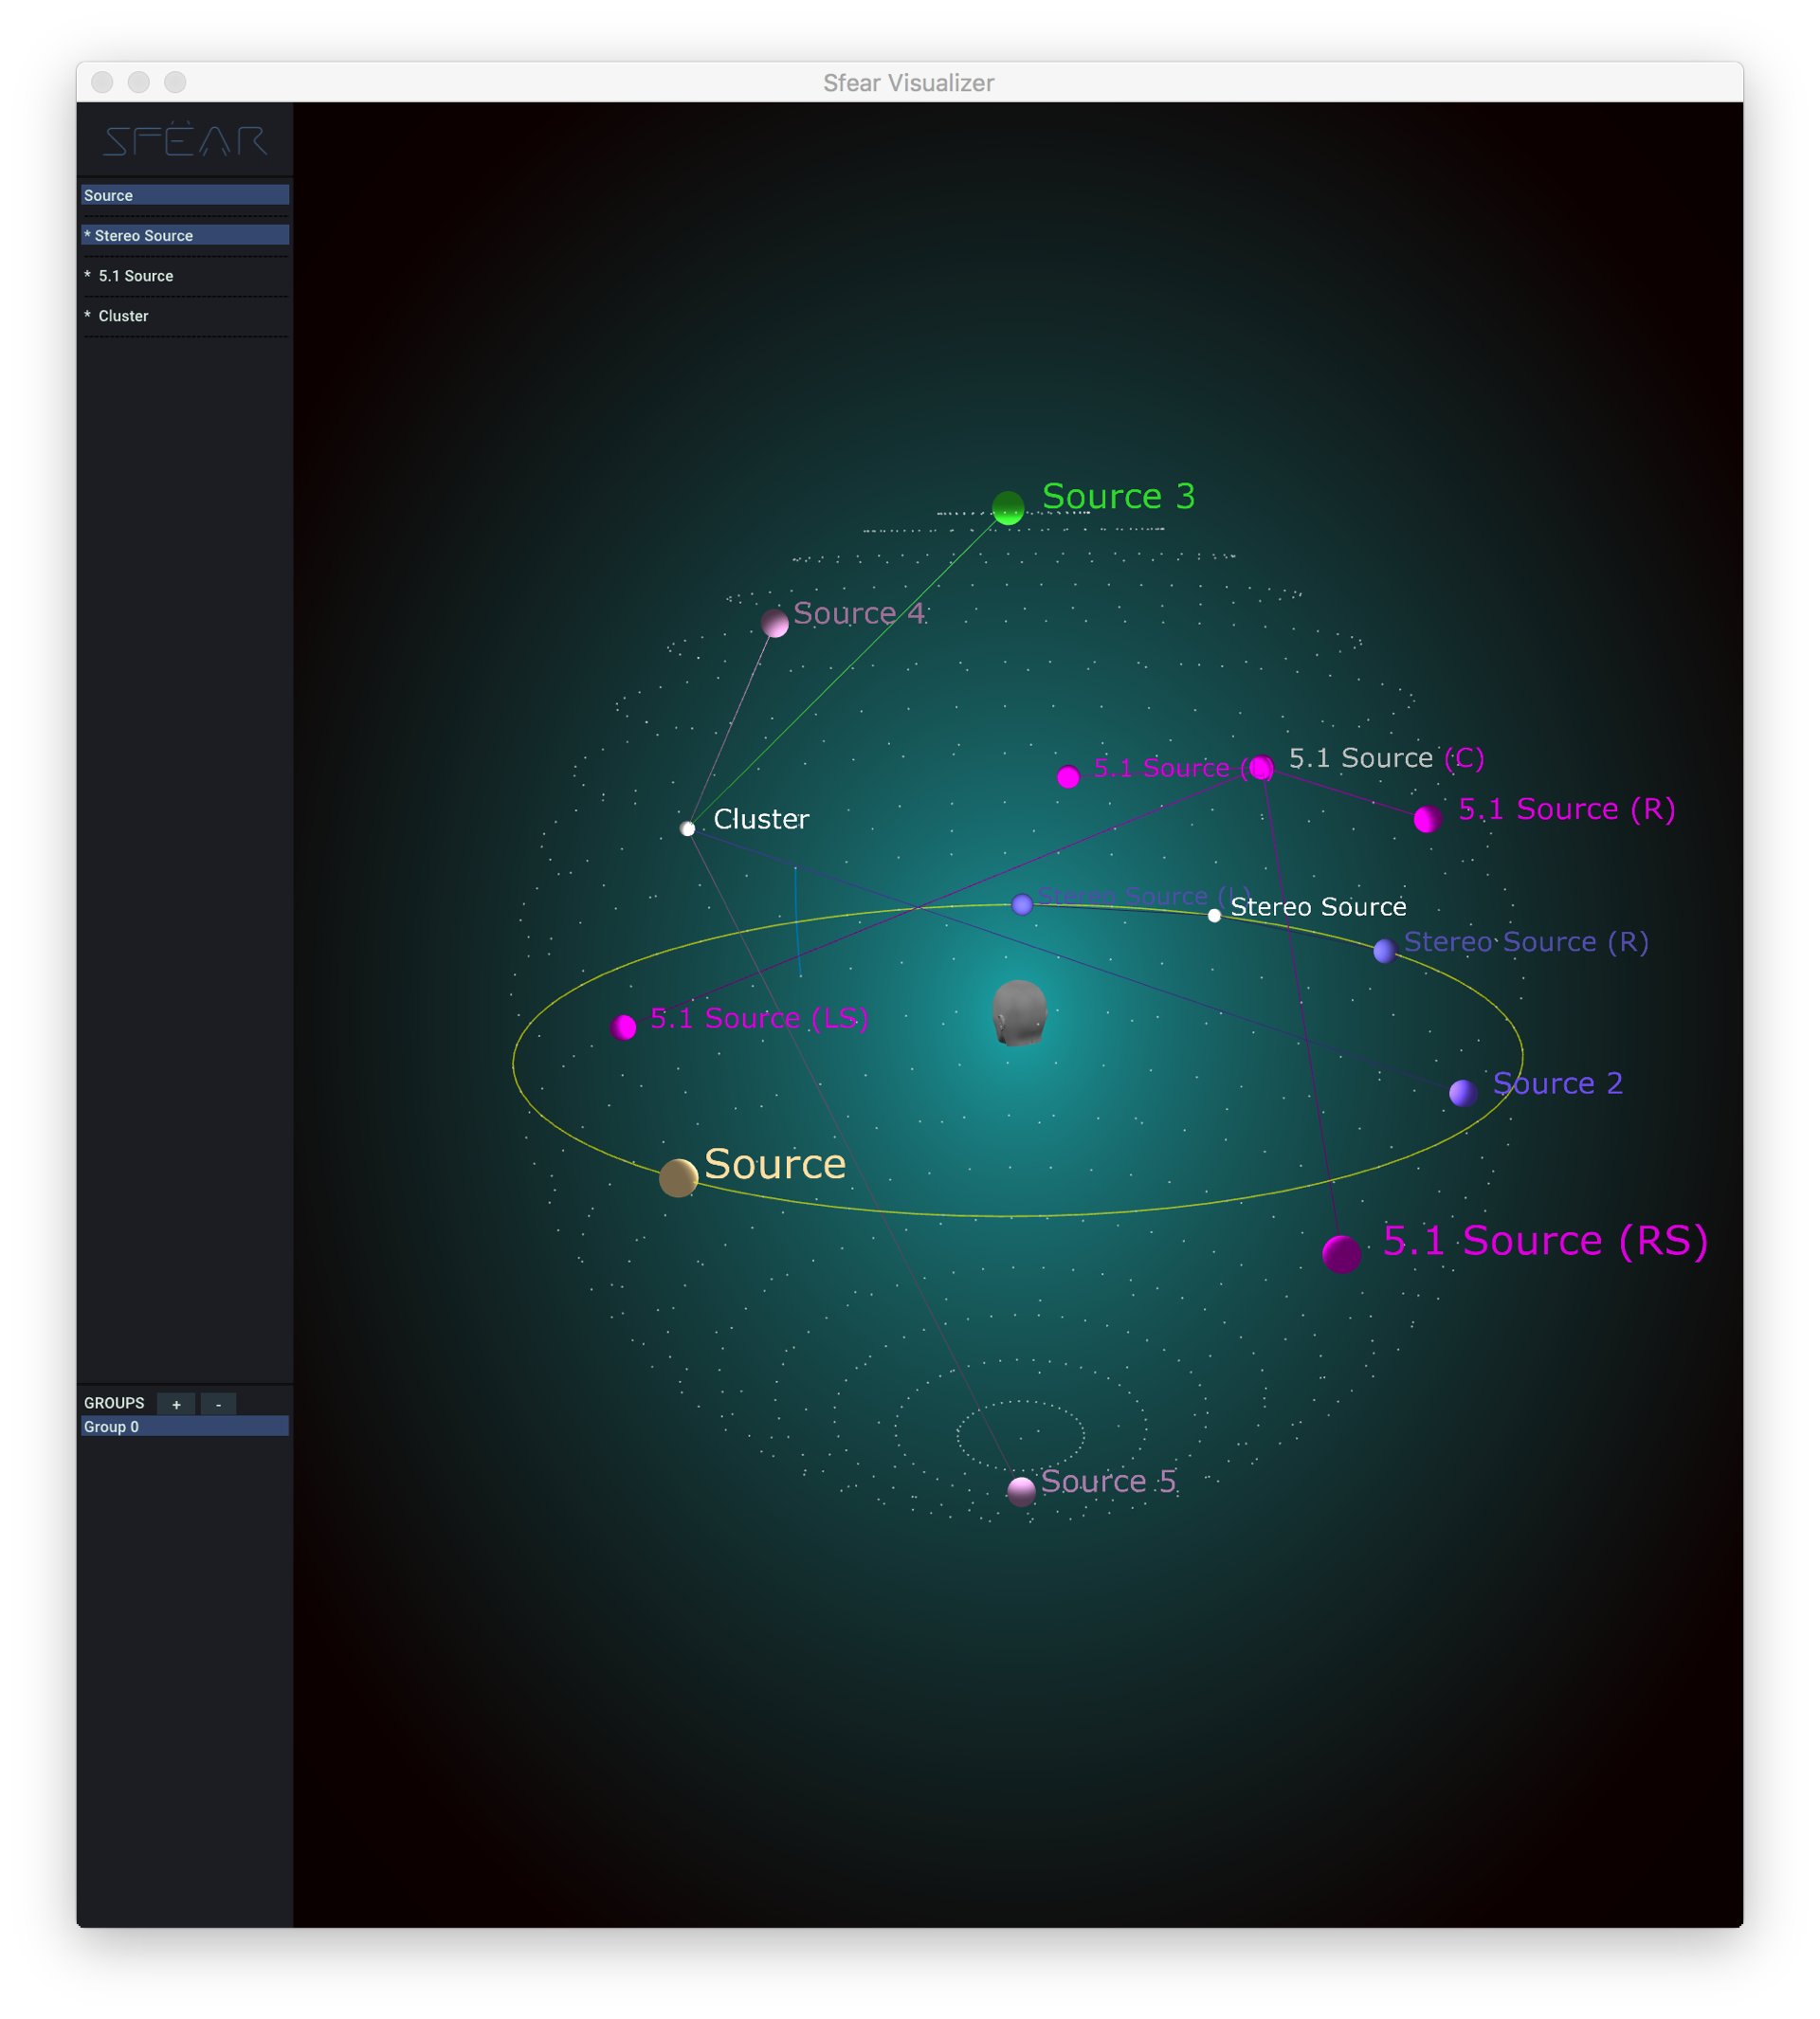 Sfear Visualizer
SFËAR
Source
* Stereo Source
* 5.1 Source
* Cluster
GROUPS + -
Group 0
Source 3
Source 4
5.1 Source (C)
5.1 Source (
5.1 Source (R)
Cluster
Stereo Source (L)
Stereo Source
Stereo Source (R)
5.1 Source (LS)
Source 2
Source
5.1 Source (RS)
Source 5